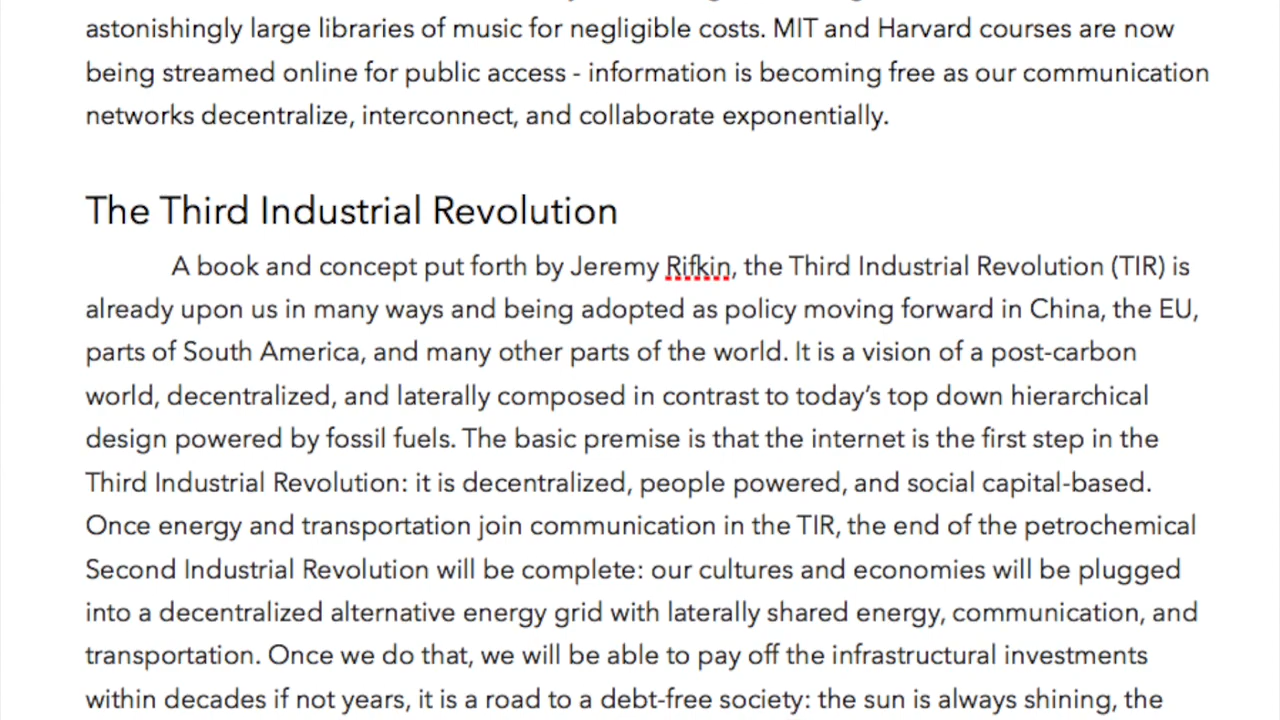 astonishingly large libraries of music for negligible costs. MIT and Harvard courses are now
being streamed online for public access - information is becoming free as our communication
networks decentralize, interconnect, and collaborate exponentially.
The Third Industrial Revolution
A book and concept put forth by Jeremy Rifkin, the Third Industrial Revolution (TIR) is
already upon us in many ways and being adopted as policy moving forward in China, the EU,
parts of South America, and many other parts of the world. It is a vision of a post-carbon
world, decentralized, and laterally composed in contrast to today’s top down hierarchical
design powered by fossil fuels. The basic premise is that the internet is the first step in the
Third Industrial Revolution: it is decentralized, people powered, and social capital-based.
Once energy and transportation join communication in the TIR, the end of the petrochemical
Second Industrial Revolution will be complete: our cultures and economies will be plugged
into a decentralized alternative energy grid with laterally shared energy, communication, and
transportation. Once we do that, we will be able to pay off the infrastructural investments
within decades if not years, it is a road to a debt-free society: the sun is always shining, the